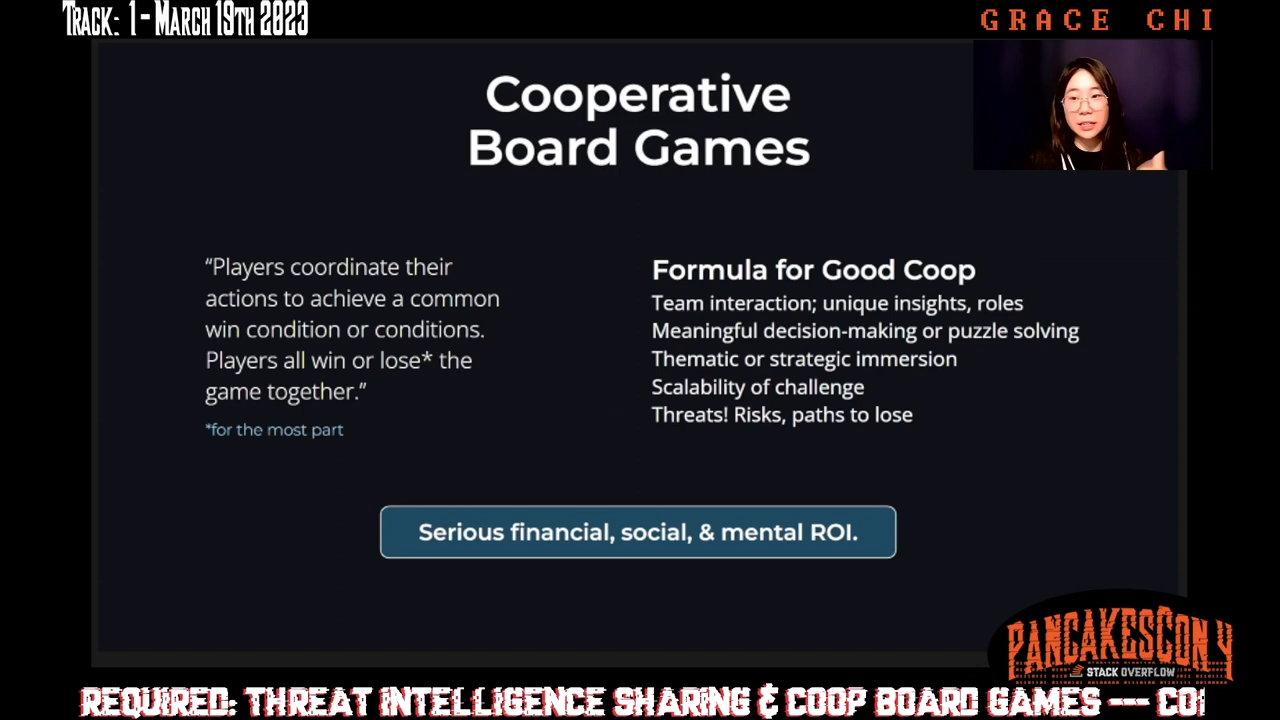 Track: 1 - March 19th 2023
GRACE CHI
Cooperative
Board Games
“Players coordinate their
actions to achieve a common
win condition or conditions.
Players all win or lose* the
game together.”
*for the most part
Formula for Good Coop
Team interaction; unique insights, roles
Meaningful decision-making or puzzle solving
Thematic or strategic immersion
Scalability of challenge
Threats! Risks, paths to lose
Serious financial, social, & mental ROI.
PANCAKESCON 4
STACK OVERFLOW
REQUIRED: THREAT INTELLIGENCE SHARING & COOP BOARD GAMES ---